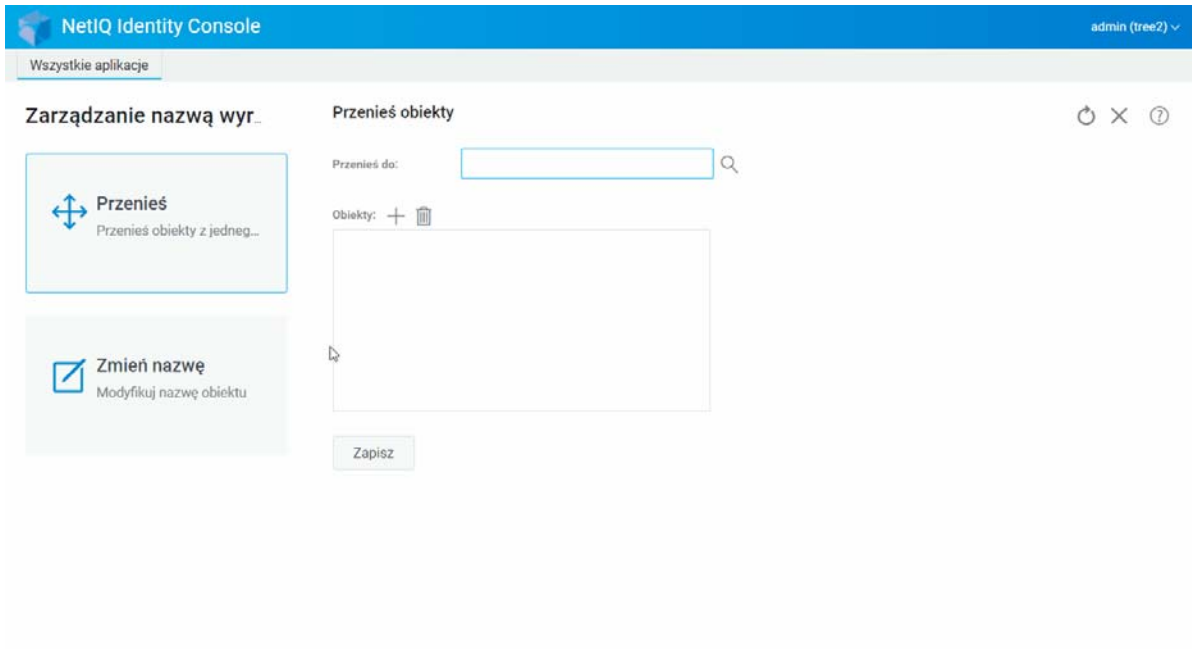 NetIQ Identity Console
admin (tree2)
Wszystkie aplikacje
Zarządzanie nazwą wyr...
Przenieś obiekty
Przenieś
Przenieś obiekty z jedneg...
Zmień nazwę
Modyfikuj nazwę obiektu
Przenieś do:
Obiekty:
Zapisz